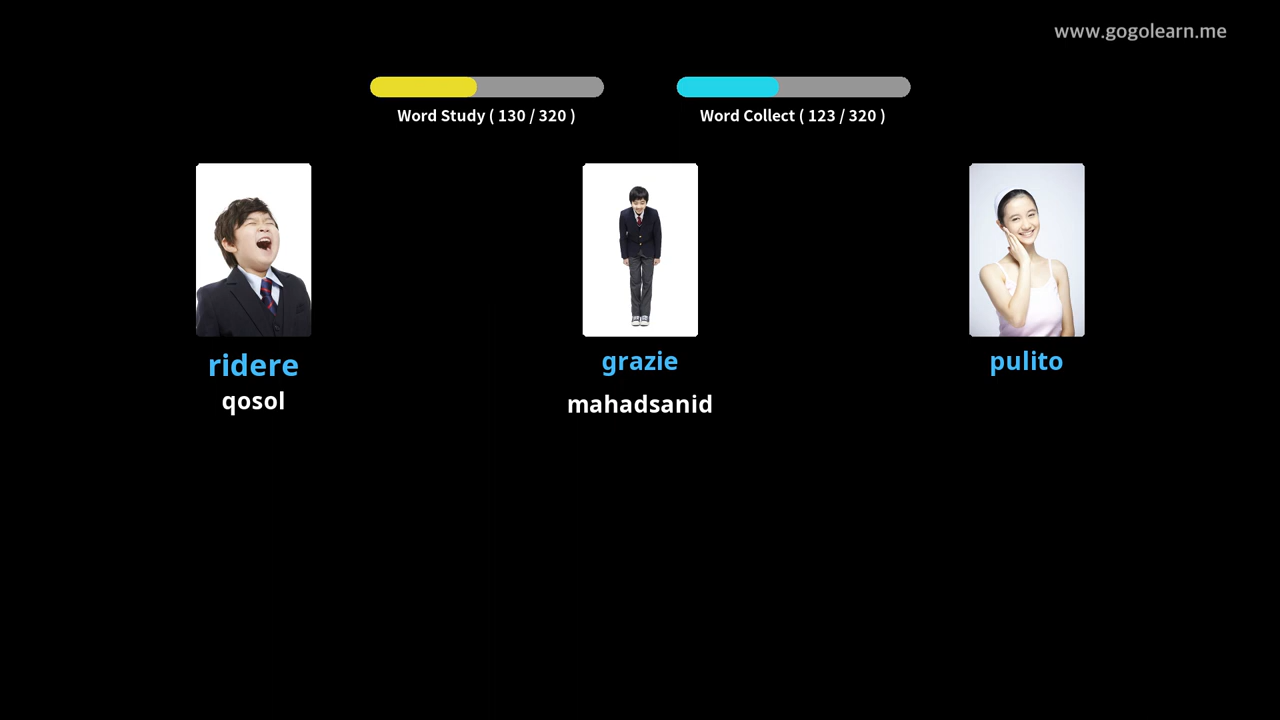 www.gogolearn.me
Word Study ( 130 / 320 )
Word Collect ( 123 / 320 )
ridere
qosol
grazie
mahadsanid
pulito